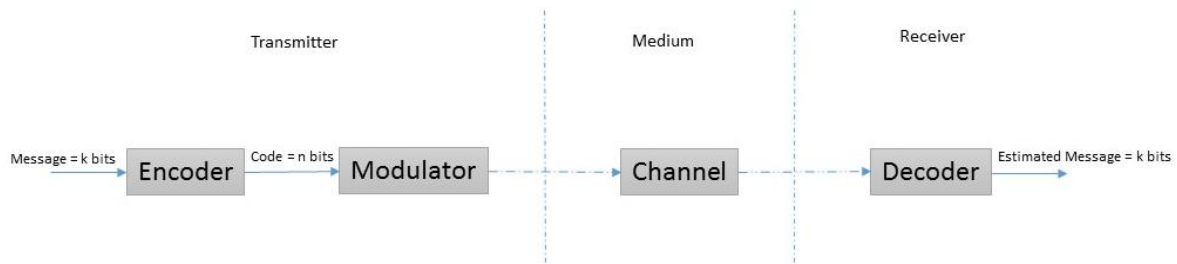 Transmitter
Medium
Receiver
Message = k bits
Encoder
Code = n bits
Modulator
Channel
Decoder
Estimated Message = k bits